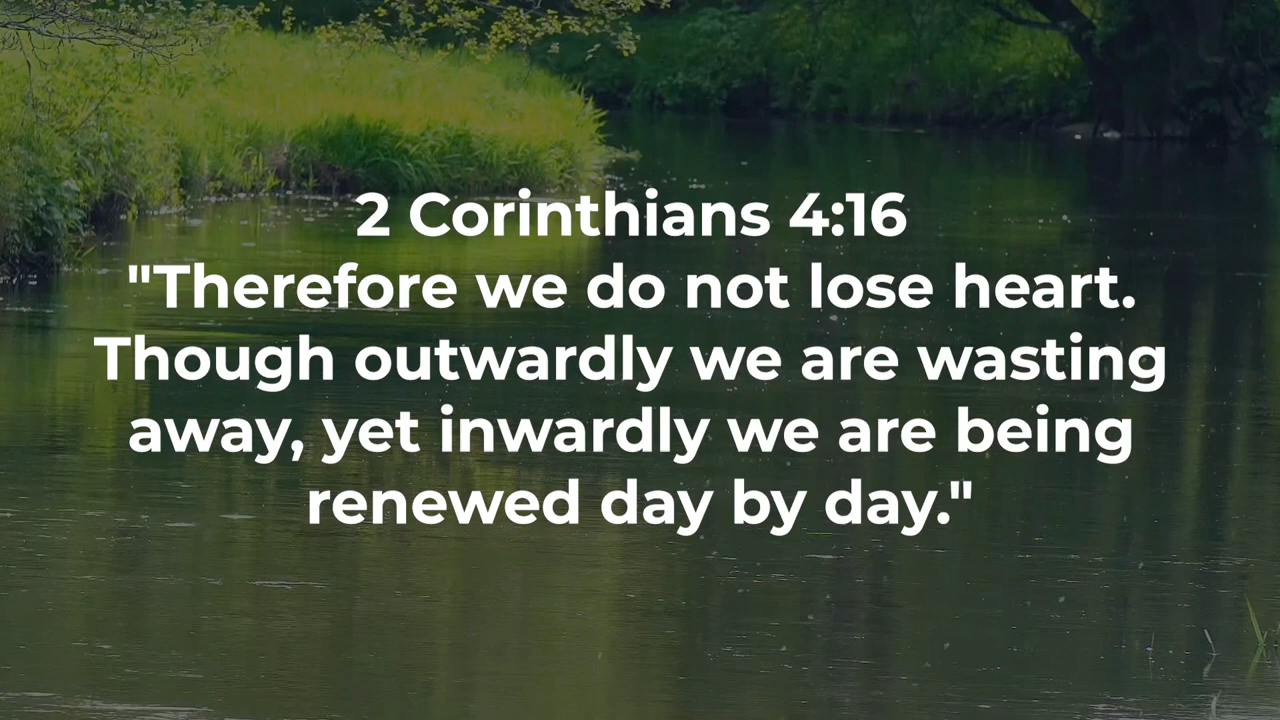 2 Corinthians 4:16
"Therefore we do not lose heart.
Though outwardly we are wasting
away, yet inwardly we are being
renewed day by day."